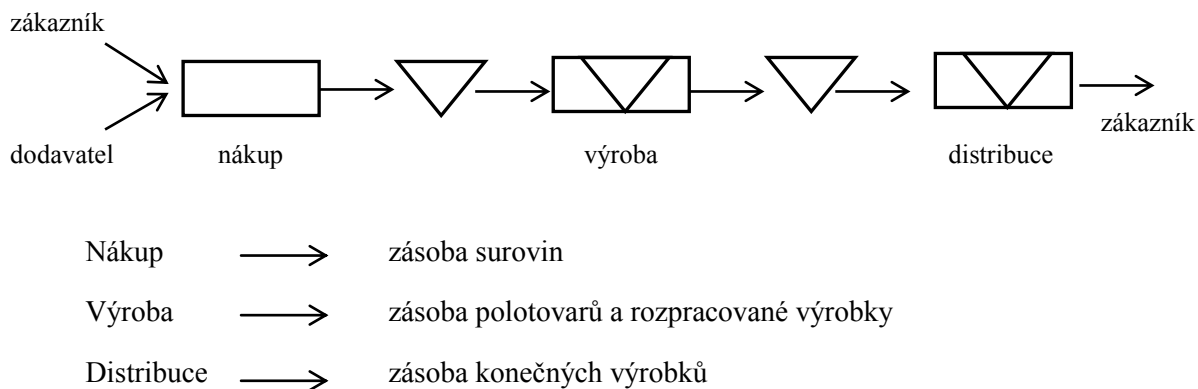 zákazník
zákazník
dodavatel nákup výroba distribuce
Nákup zásoba surovin
Výroba zásoba polotovarů a rozpracované výrobky
Distribuce zásoba konečných výrobků